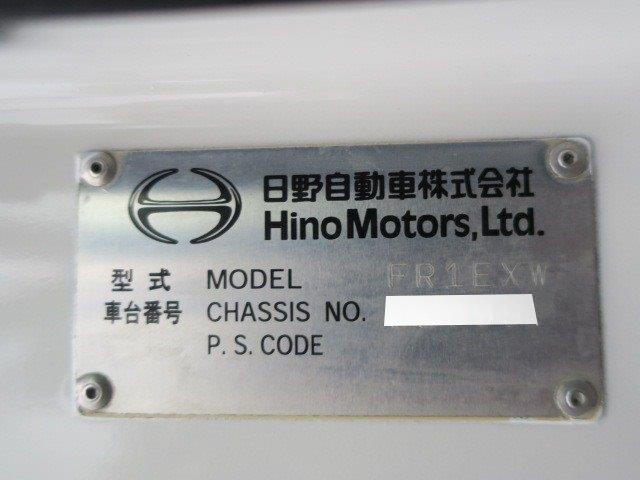 日野自動車株式会社
Hino Motors, Ltd.
型式 MODEL FR1EXW
車台番号 CHASSIS NO.
P. S. CODE